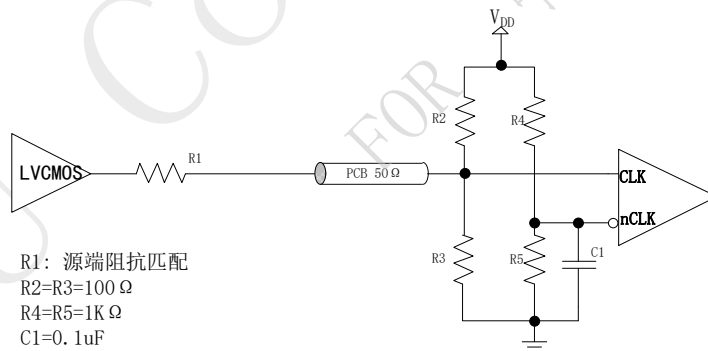 V_DD
R2
R4
R1
LVCMOS
PCB 50Ω
CLK
nCLK
R3
R5
C1
R1: 源端阻抗匹配
R2=R3=100Ω
R4=R5=1KΩ
C1=0.1uF
FOR